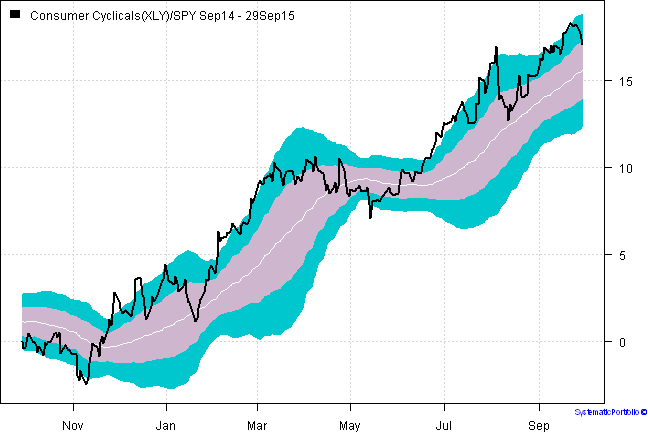 Consumer Cyclicals(XLY)/SPY Sep14 - 29Sep15
15
10
5
0
Nov Jan Mar May Jul Sep
SystematicPortfolio ©